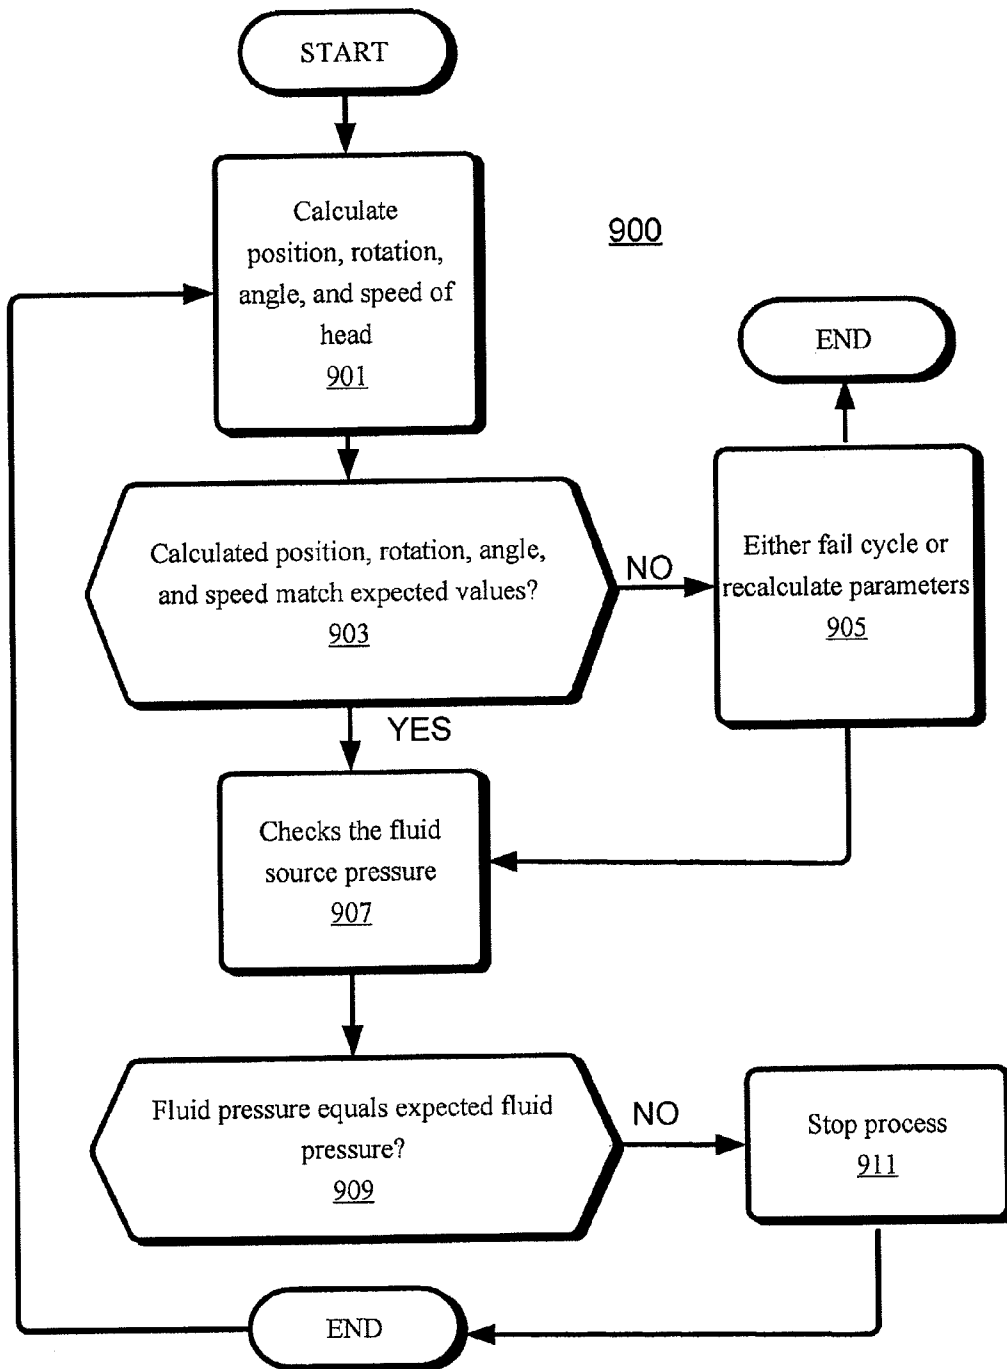 START
Calculate
position, rotation,
angle, and speed of
head
901
900
END
Calculated position, rotation, angle,
and speed match expected values?
903
NO
Either fail cycle or
recalculate parameters
905
YES
Checks the fluid
source pressure
907
Fluid pressure equals expected fluid
pressure?
909
NO
Stop process
911
END